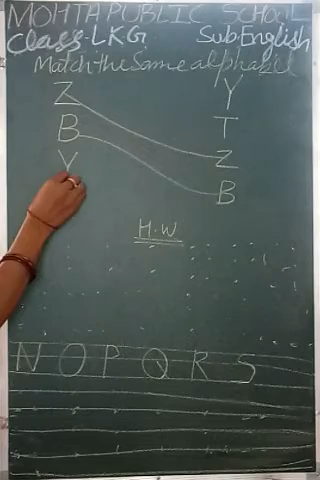 MOHTA PUBLIC SCHOOL
Class-LKG Sub:English
Match the Same alphabet
Z Y
B T
Y Z
B
H.W
N O P Q R S